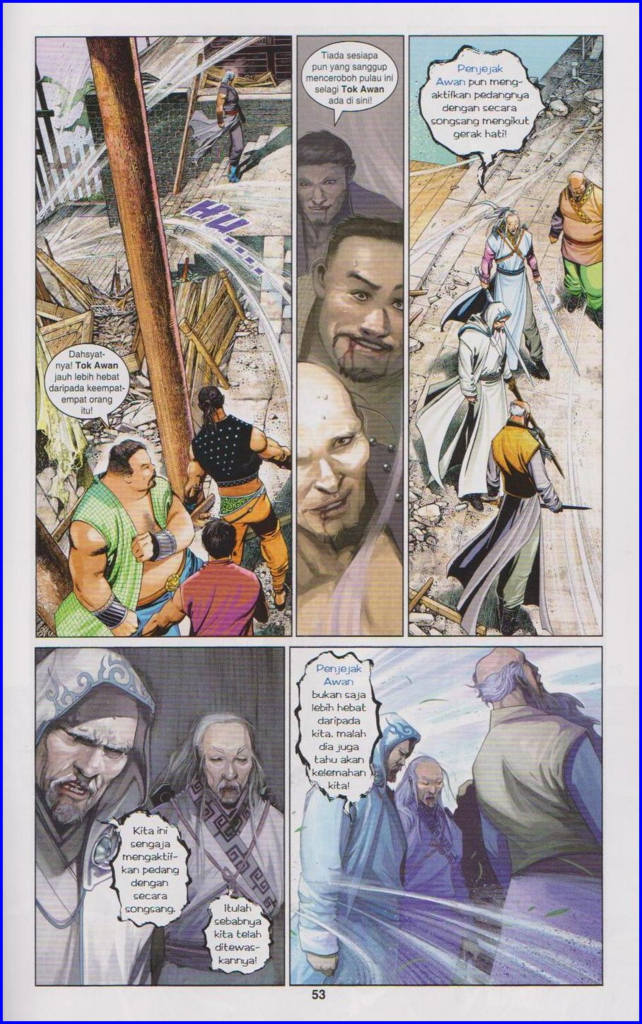 Dahsyat-
nya! Tok Awan
jauh lebih hebat
daripada keempat-
empat orang
itu!
HU......
Tiada sesiapa
pun yang sanggup
menceroboh pulau ini
selagi Tok Awan
ada di sini!
Penjejak
Awan pun meng-
aktifkan pedangnya
dengan secara
songsang mengikut
gerak hati!
Kita ini
sengaja
mengaktif-
kan pedang
dengan
secara
songsang.
Itulah
sebabnya
kita telah
ditewas-
kannya!
Penjejak
Awan
bukan saja
lebih hebat
daripada
kita, malah
dia juga
tahu akan
kelemahan
kita!
53